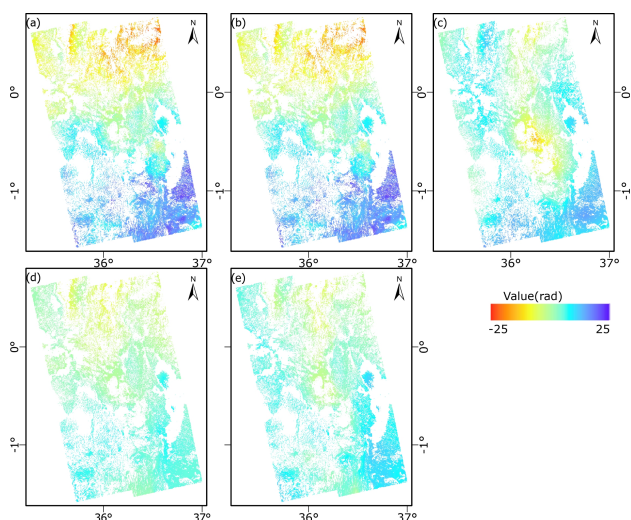 (a) N (b) N (c) N
0° 0° 0°
-1° -1° -1°
36° 37° 36° 37° 36° 37°
(d) N (e) N
Value(rad)
-25 25
0° 0°
-1° -1°
36° 37° 36° 37°